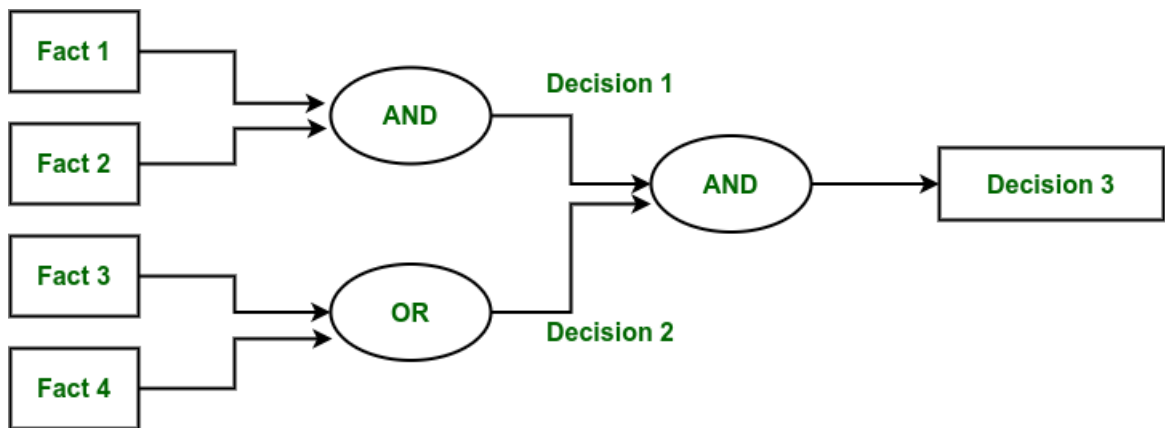 Fact 1
Fact 2
Fact 3
Fact 4
AND
OR
Decision 1
Decision 2
AND
Decision 3